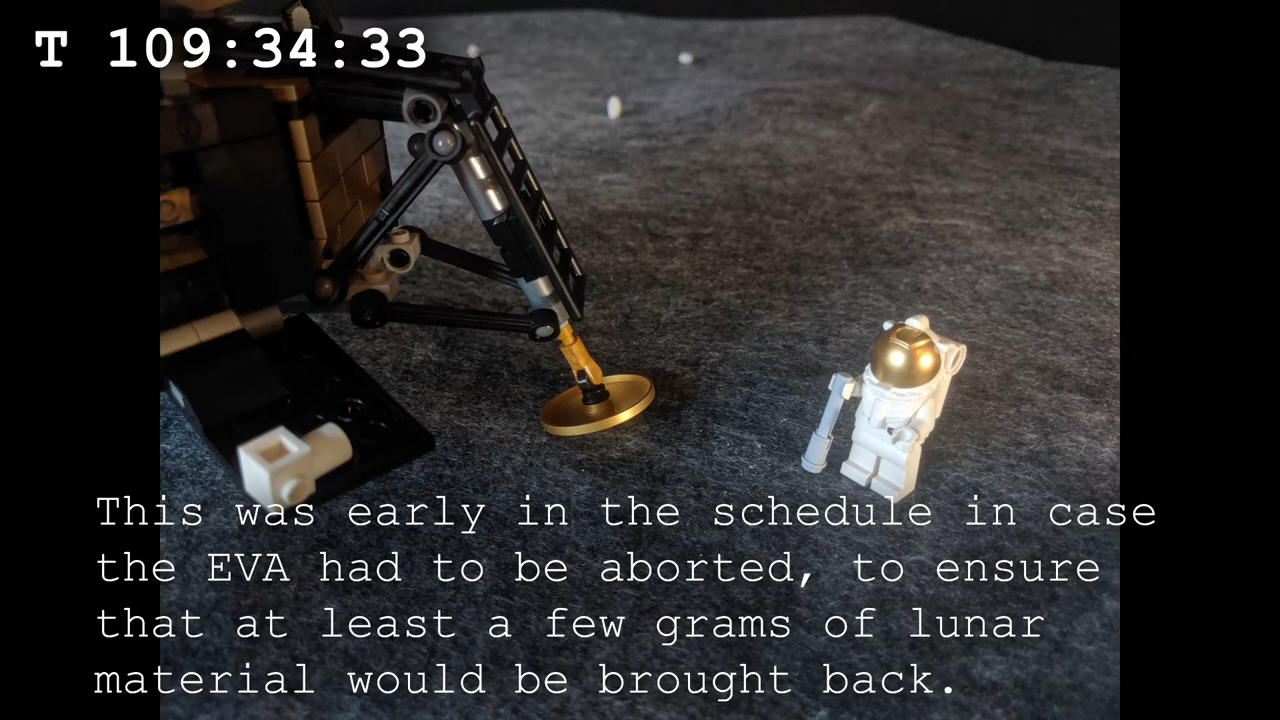 T 109:34:33
This was early in the schedule in case
the EVA had to be aborted, to ensure
that at least a few grams of lunar
material would be brought back.